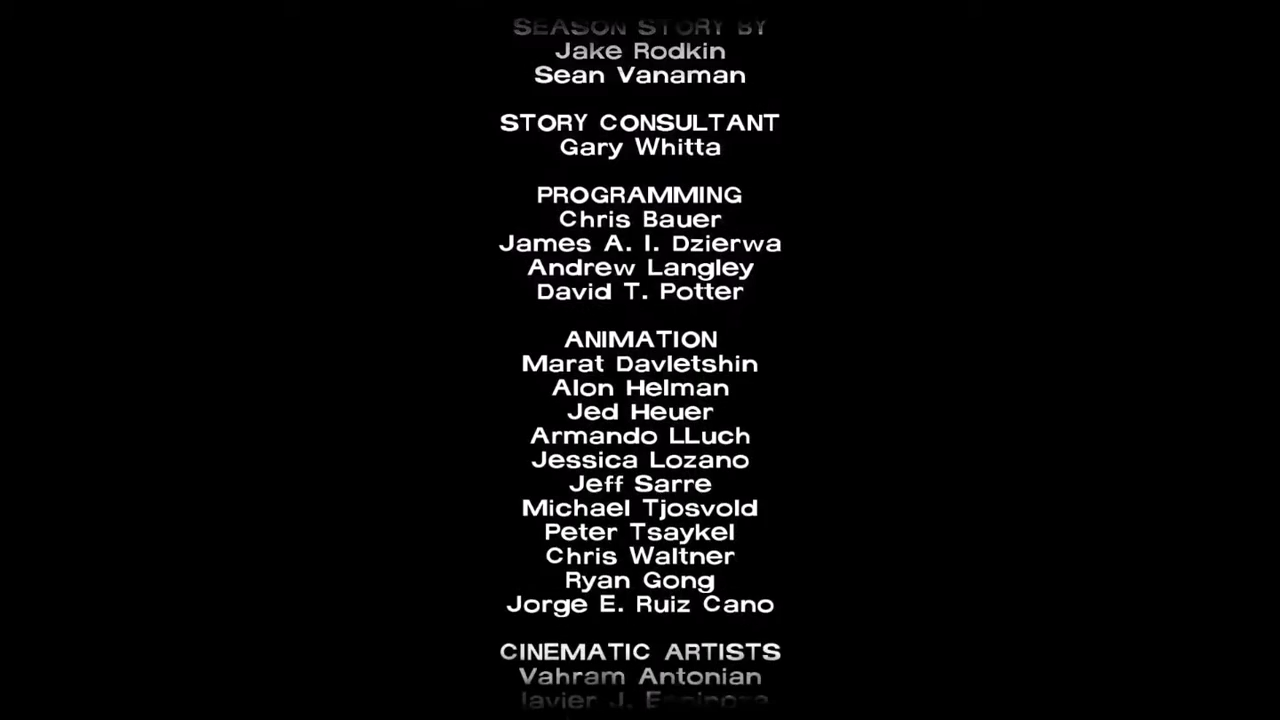 SEASON STORY BY
Jake Rodkin
Sean Vanaman
STORY CONSULTANT
Gary Whitta
PROGRAMMING
Chris Bauer
James A. I. Dzierwa
Andrew Langley
David T. Potter
ANIMATION
Marat Davletshin
Alon Helman
Jed Heuer
Armando LLuch
Jessica Lozano
Jeff Sarre
Michael Tjosvold
Peter Tsaykel
Chris Waltner
Ryan Gong
Jorge E. Ruiz Cano
CINEMATIC ARTISTS
Vahram Antonian
Javier J. Espinoza